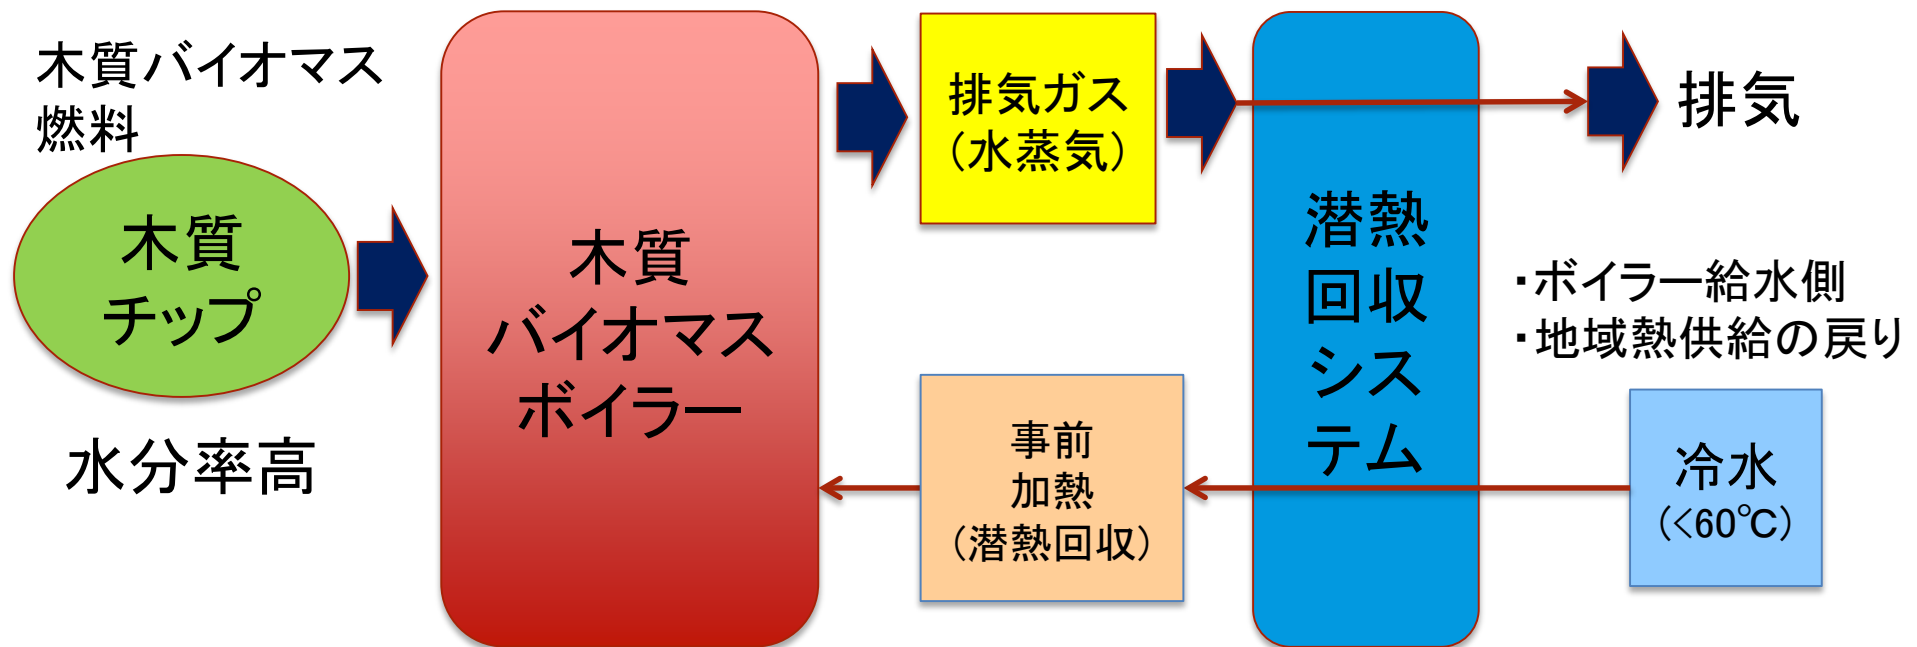 木質バイオマス
燃料
木質
チップ
水分率高
木質
バイオマス
ボイラー
排気ガス
（水蒸気）
事前
加熱
（潜熱回収）
潜熱
回収
シス
テム
排気
・ボイラー給水側
・地域熱供給の戻り
冷水
（<60℃）